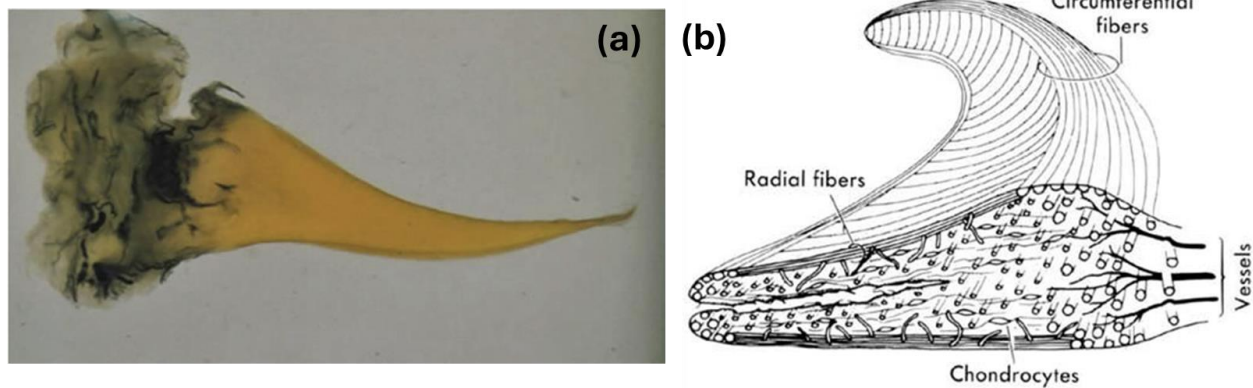 (a)
(b)
Circumferential
fibers
Radial fibers
Vessels
Chondrocytes